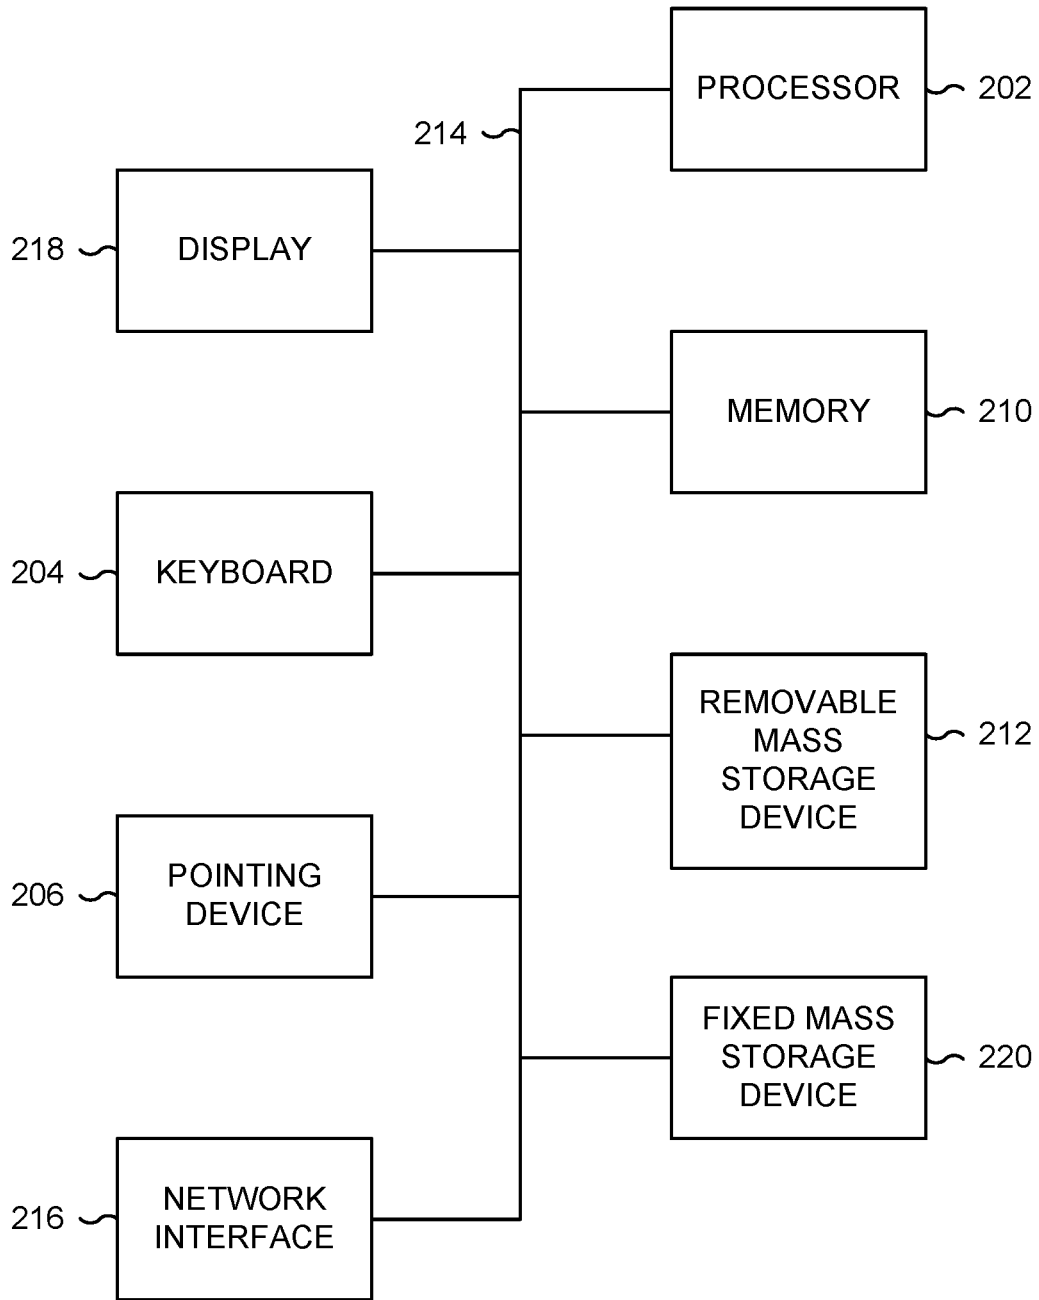 PROCESSOR
202
214
218
DISPLAY
MEMORY
210
204
KEYBOARD
REMOVABLE
MASS
STORAGE
DEVICE
212
206
POINTING
DEVICE
FIXED MASS
STORAGE
DEVICE
220
216
NETWORK
INTERFACE